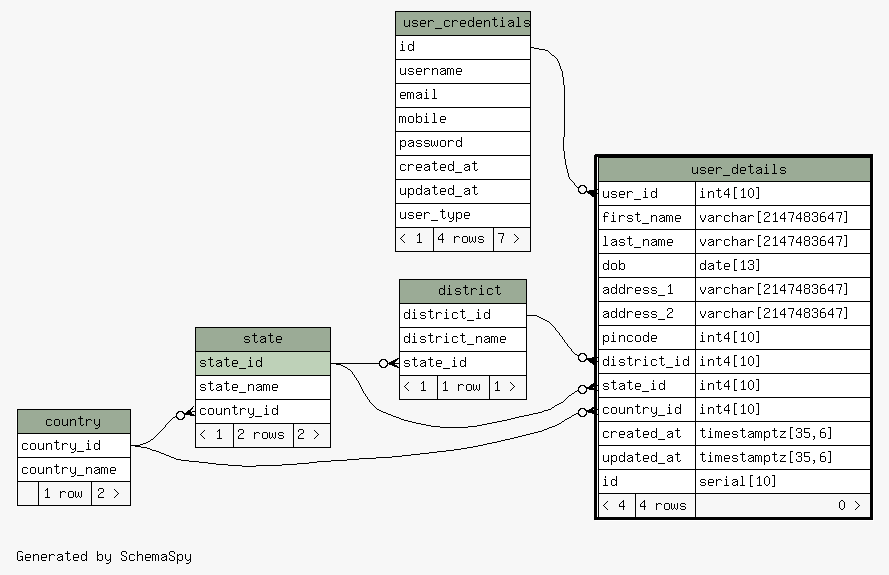 user_credentials
id
username
email
mobile
password
created_at
updated_at
user_type
< 1 4 rows 7 >
user_details
user_id int4[10]
first_name varchar[2147483647]
last_name varchar[2147483647]
dob date[13]
address_1 varchar[2147483647]
address_2 varchar[2147483647]
pincode int4[10]
district_id int4[10]
state_id int4[10]
country_id int4[10]
created_at timestamptz[35,6]
updated_at timestamptz[35,6]
id serial[10]
< 4 4 rows 0 >
district
district_id
district_name
state_id
< 1 1 row 1 >
state
state_id
state_name
country_id
< 1 2 rows 2 >
country
country_id
country_name
1 row 2 >
Generated by SchemaSpy